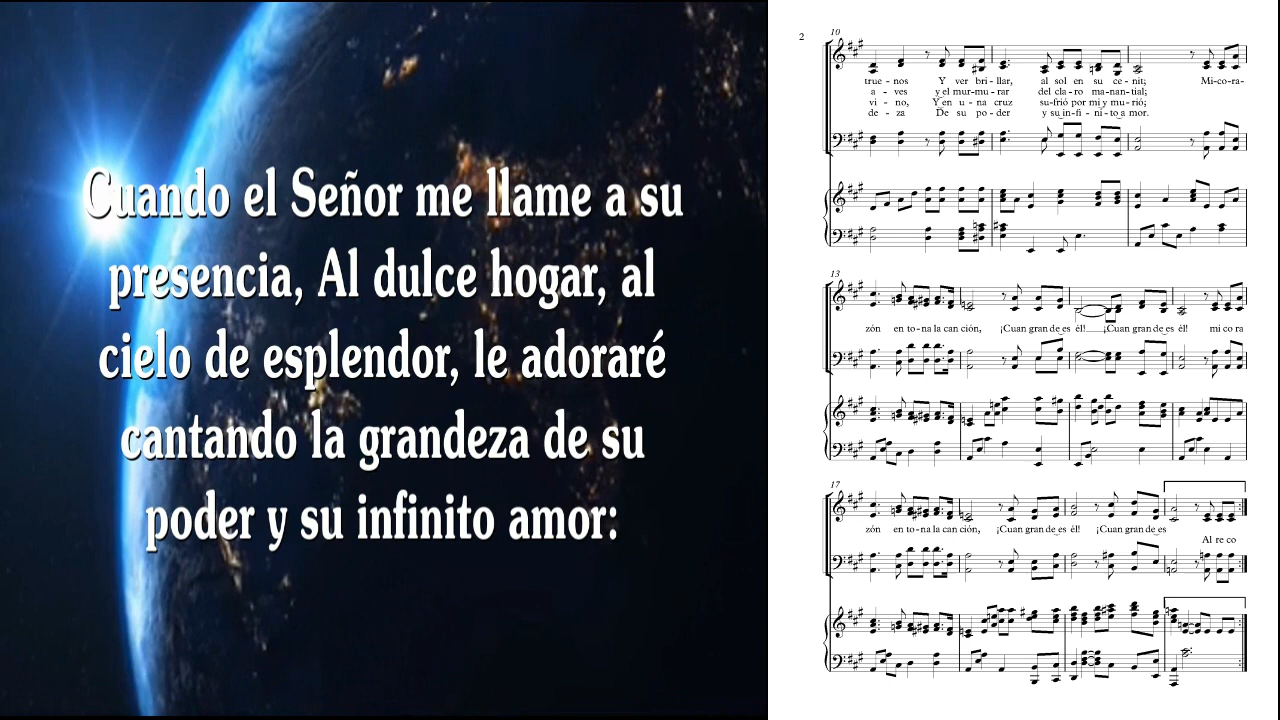 Cuando el Señor me llame a su
presencia, Al dulce hogar, al
cielo de esplendor, le adoraré
cantando la grandeza de su
poder y su infinito amor:
2
10
true - nos Y ver bri - llar, al sol en su ce - nit; Mi-co-ra-
a - ves y el mur-mu - rar del cla - ro ma-nan-tial;
vi - no, Y en u - na cruz su-frió por mi y mu-rió;
de - za De su po - der y su in-fi - ni-to a mor.
13
zón en to-na la can ción, ¡Cuan gran de es él! ¡Cuan gran de es él! mi co ra
17
zón en to-na la can ción, ¡Cuan gran de es él! ¡Cuan gran de es
Al re co